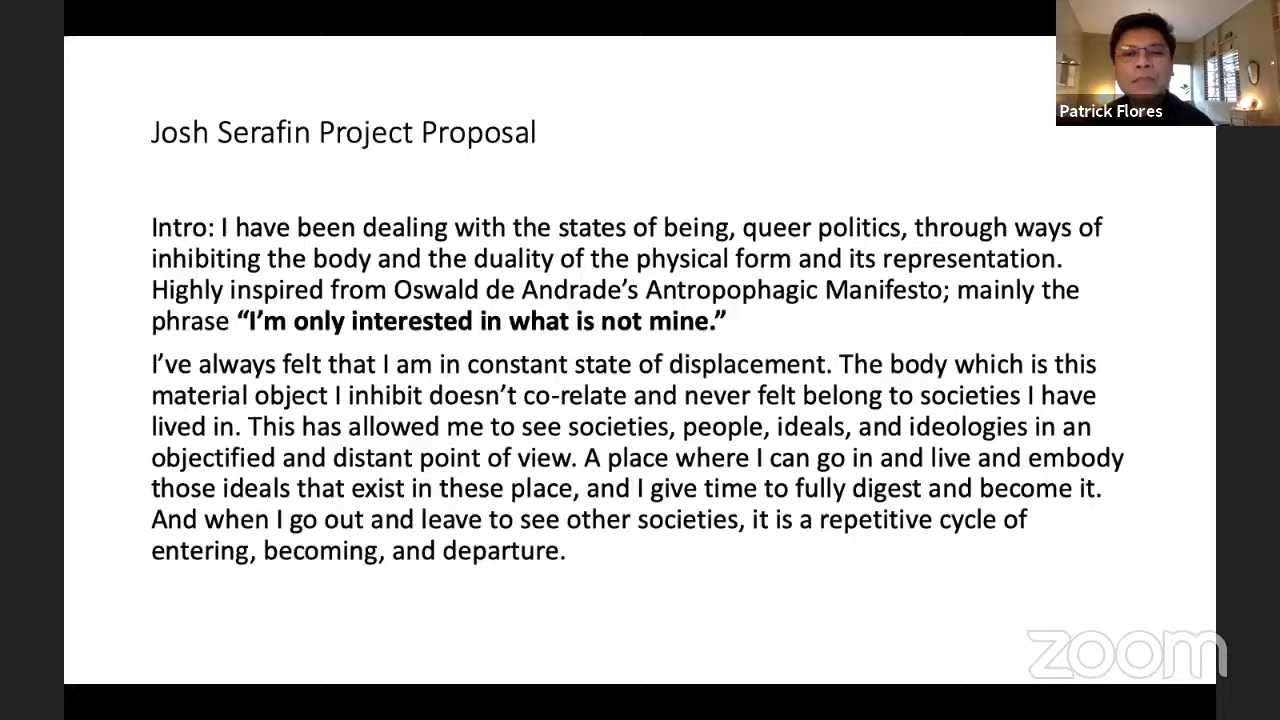 Patrick Flores
Josh Serafin Project Proposal
Intro: I have been dealing with the states of being, queer politics, through ways of
inhibiting the body and the duality of the physical form and its representation.
Highly inspired from Oswald de Andrade’s Antropophagic Manifesto; mainly the
phrase “I’m only interested in what is not mine.”
I’ve always felt that I am in constant state of displacement. The body which is this
material object I inhibit doesn’t co-relate and never felt belong to societies I have
lived in. This has allowed me to see societies, people, ideals, and ideologies in an
objectified and distant point of view. A place where I can go in and live and embody
those ideals that exist in these place, and I give time to fully digest and become it.
And when I go out and leave to see other societies, it is a repetitive cycle of
entering, becoming, and departure.
zoom